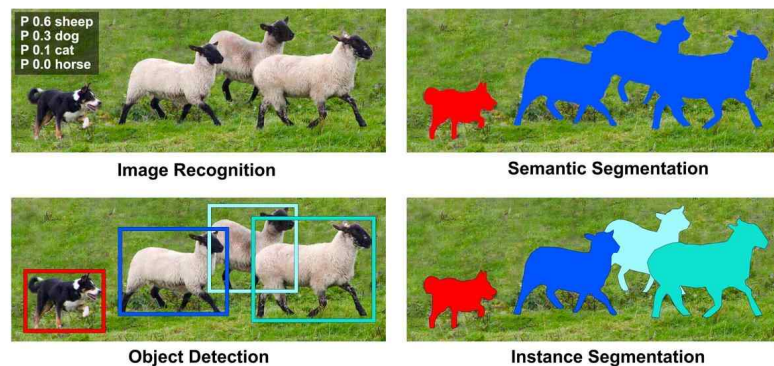 P 0.6 sheep
P 0.3 dog
P 0.1 cat
P 0.0 horse
Image Recognition
Semantic Segmentation
Object Detection
Instance Segmentation